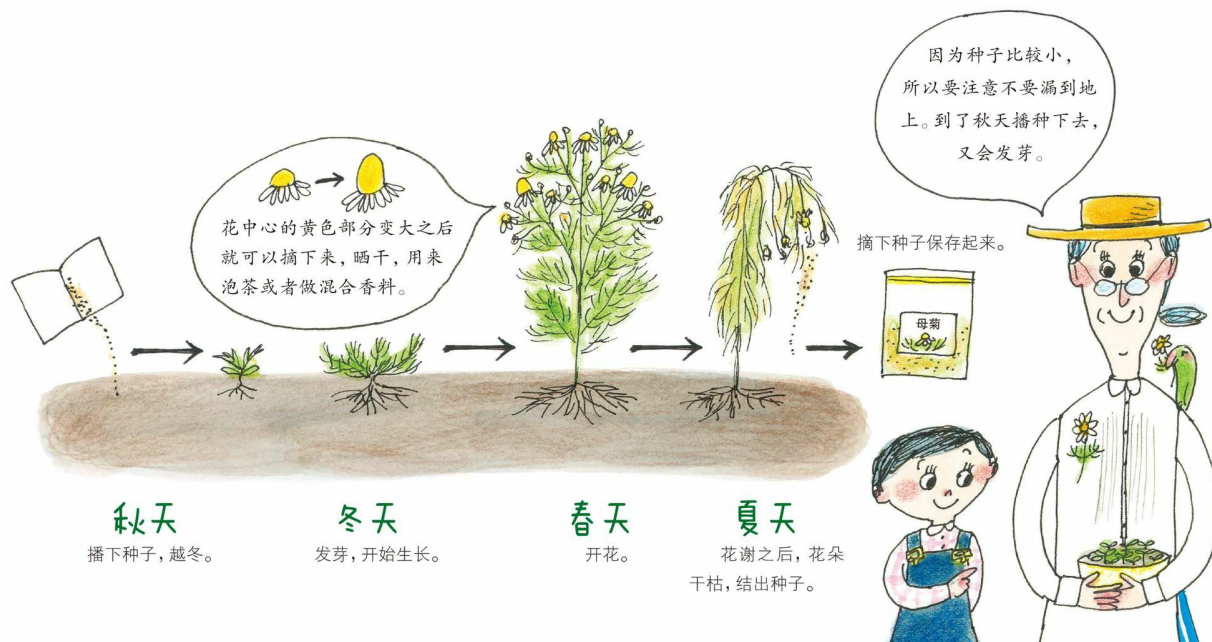 因为种子比较小，
所以要注意不要漏到地
上。到了秋天播种下去，
又会发芽。
花中心的黄色部分变大之后
就可以摘下来，晒干，用来
泡茶或者做混合香料。
摘下种子保存起来。
母菊
秋天
播下种子，越冬。
冬天
发芽，开始生长。
春天
开花。
夏天
花谢之后，花朵
干枯，结出种子。